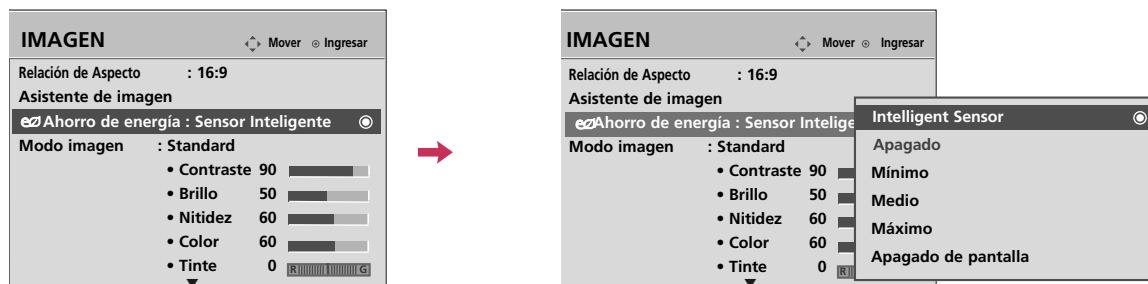 IMAGEN Mover Ingresar
Relación de Aspecto : 16:9
Asistente de imagen
Ahorro de energía : Sensor Inteligente
Modo imagen : Standard
• Contraste 90
• Brillo 50
• Nitidez 60
• Color 60
• Tinte 0 R G
IMAGEN Mover Ingresar
Relación de Aspecto : 16:9
Asistente de imagen
Ahorro de energía : Sensor Intelige
Modo imagen : Standard
• Contraste 90
• Brillo 50
• Nitidez 60
• Color 60
• Tinte 0 R
Intelligent Sensor
Apagado
Mínimo
Medio
Máximo
Apagado de pantalla